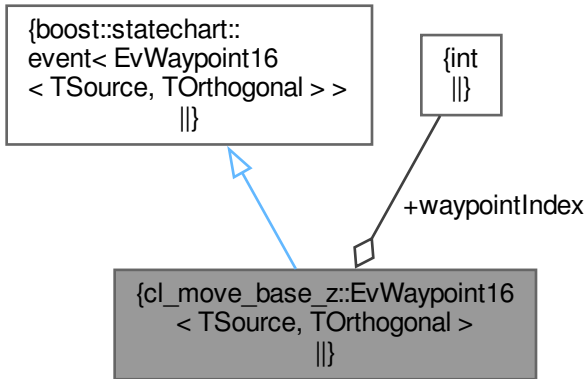 {boost::statechart::
event< EvWaypoint16
< TSource, TOrthogonal > >
||}
{int
||}
+waypointIndex
{cl_move_base_z::EvWaypoint16
< TSource, TOrthogonal >
||}